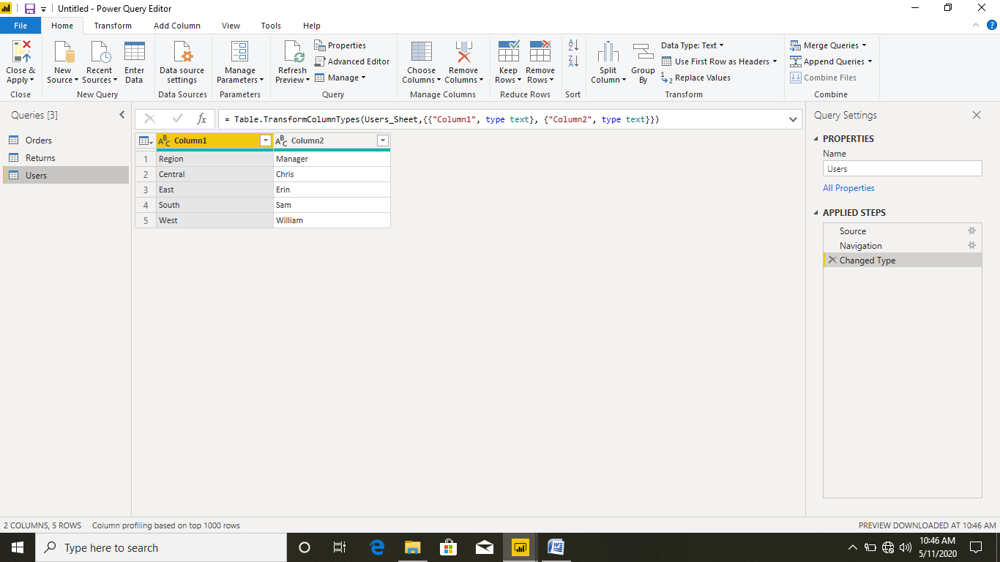 Untitled - Power Query Editor
File Home Transform Add Column View Tools Help
Close & Apply New Source Recent Sources Enter Data Data source settings Manage Parameters Refresh Preview Properties Advanced Editor Manage Choose Columns Remove Columns Keep Rows Remove Rows Split Column Group By Data Type: Text Use First Row as Headers Replace Values Merge Queries Append Queries Combine Files
Close New Query Data Sources Parameters Query Manage Columns Reduce Rows Sort Transform Combine
Queries [3]
Orders
Returns
Users
fx = Table.TransformColumnTypes(Users_Sheet,{{"Column1", type text}, {"Column2", type text}})
ABC Column1 ABC Column2
1 Region Manager
2 Central Chris
3 East Erin
4 South Sam
5 West William
Query Settings
PROPERTIES
Name
Users
All Properties
APPLIED STEPS
Source
Navigation
Changed Type
2 COLUMNS, 5 ROWS Column profiling based on top 1000 rows PREVIEW DOWNLOADED AT 10:46 AM
Type here to search
10:46 AM
5/11/2020